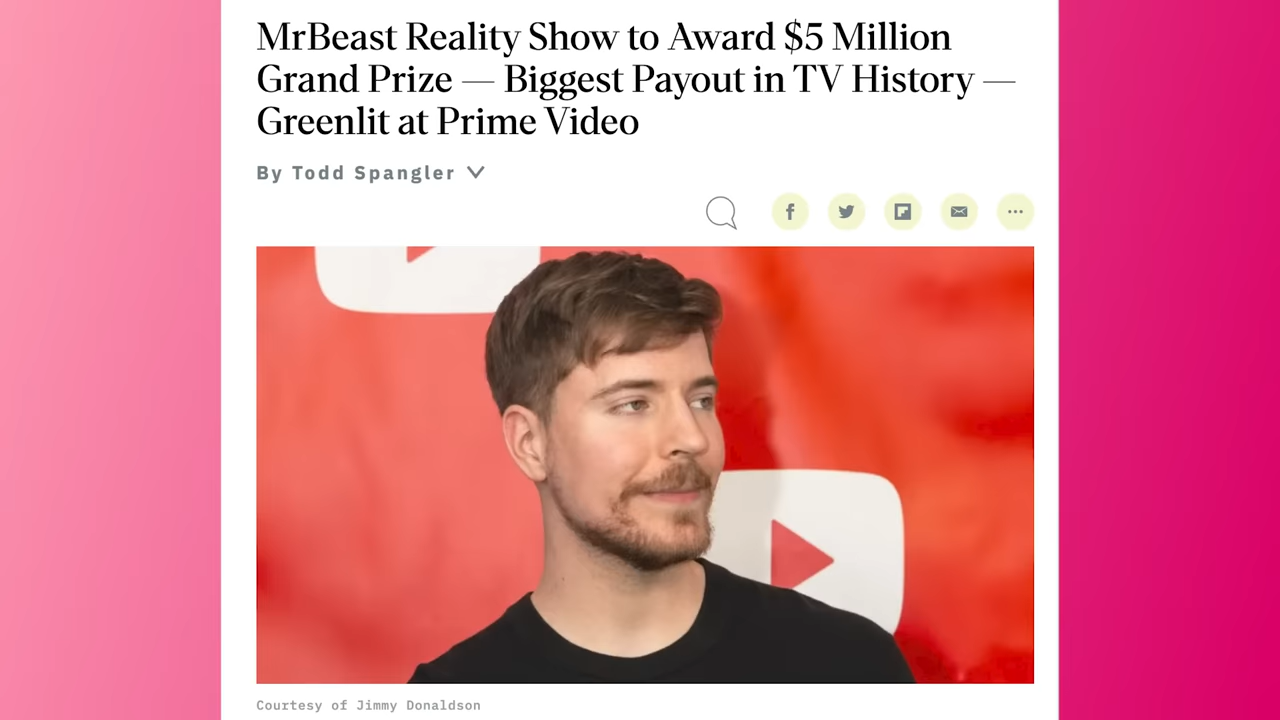 MrBeast Reality Show to Award $5 Million
Grand Prize — Biggest Payout in TV History —
Greenlit at Prime Video
By Todd Spangler
Courtesy of Jimmy Donaldson